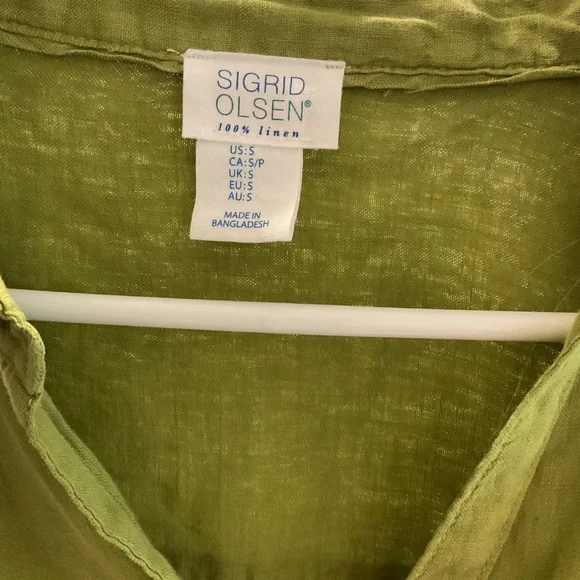 SIGRID
OLSEN®
100% linen
US:S
CA:S/P
UK:S
EU:S
AU:S
MADE IN
BANGLADESH